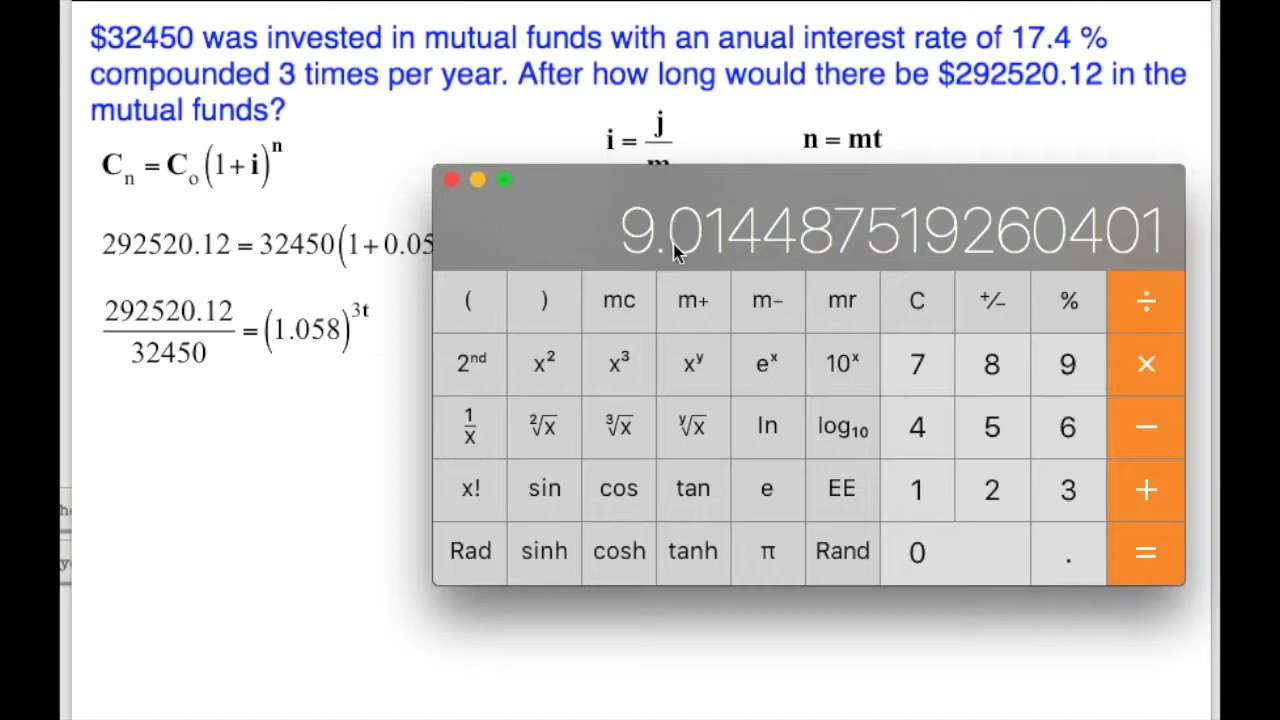 $32450 was invested in mutual funds with an anual interest rate of 17.4 %
compounded 3 times per year. After how long would there be $292520.12 in the
mutual funds?
i = j/m n = mt
Cₙ = Cₒ(1+i)ⁿ
292520.12 = 32450(1+0.05
292520.12/32450 = (1.058)^3t
9.014487519260401
( ) mc m+ m− mr C ⁺/₋ % ÷
2ⁿᵈ x² x³ xʸ eˣ 10ˣ 7 8 9 ×
1/x ²√x ³√x ʸ√x ln log₁₀ 4 5 6 −
x! sin cos tan e EE 1 2 3 +
Rad sinh cosh tanh π Rand 0 . =